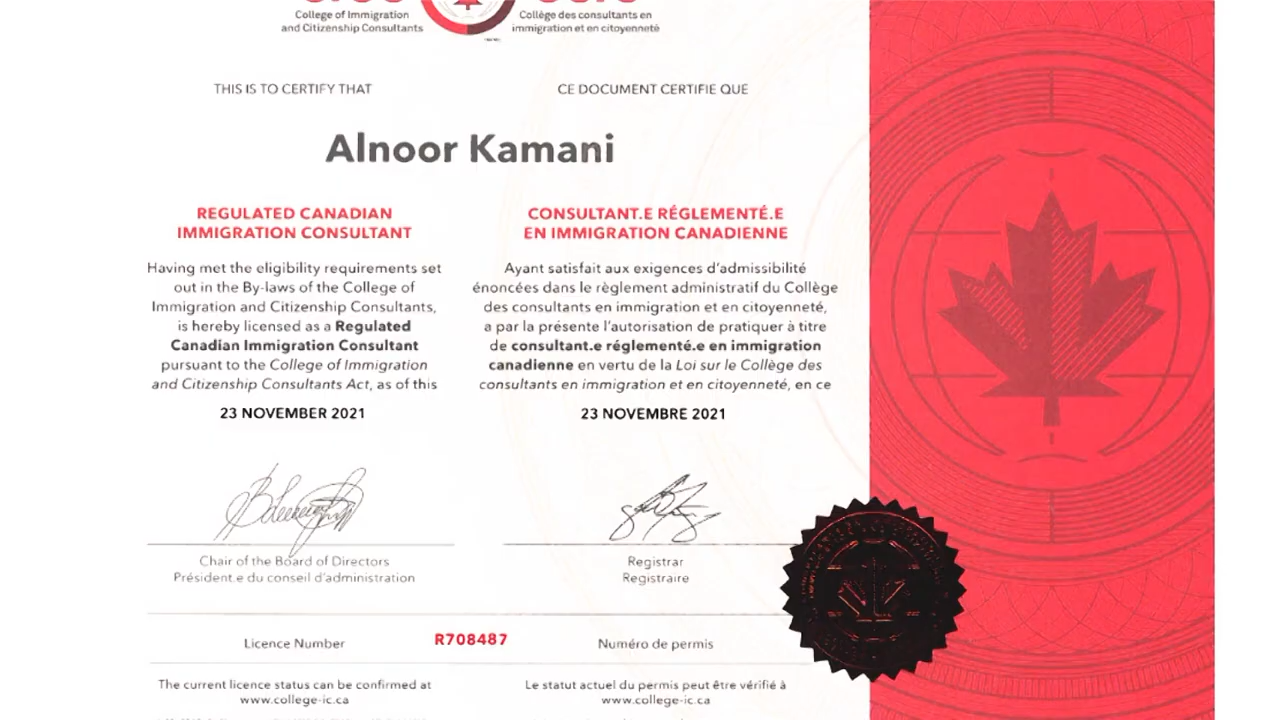 College of Immigration
and Citizenship Consultants
Collège des consultants en
immigration et en citoyenneté
THIS IS TO CERTIFY THAT
CE DOCUMENT CERTIFIE QUE
Alnoor Kamani
REGULATED CANADIAN
IMMIGRATION CONSULTANT
Having met the eligibility requirements set
out in the By-laws of the College of
Immigration and Citizenship Consultants,
is hereby licensed as a Regulated
Canadian Immigration Consultant
pursuant to the College of Immigration
and Citizenship Consultants Act, as of this
23 NOVEMBER 2021
CONSULTANT.E RÉGLEMENTÉ.E
EN IMMIGRATION CANADIENNE
Ayant satisfait aux exigences d'admissibilité
énoncées dans le règlement administratif du Collège
des consultants en immigration et en citoyenneté,
a par la présente l'autorisation de pratiquer à titre
de consultant.e réglementé.e en immigration
canadienne en vertu de la Loi sur le Collège des
consultants en immigration et en citoyenneté, en ce
23 NOVEMBRE 2021
Chair of the Board of Directors
Président.e du conseil d'administration
Registrar
Registraire
Licence Number
R708487
Numéro de permis
The current licence status can be confirmed at
www.college-ic.ca
Le statut actuel du permis peut être vérifié à
www.college-ic.ca